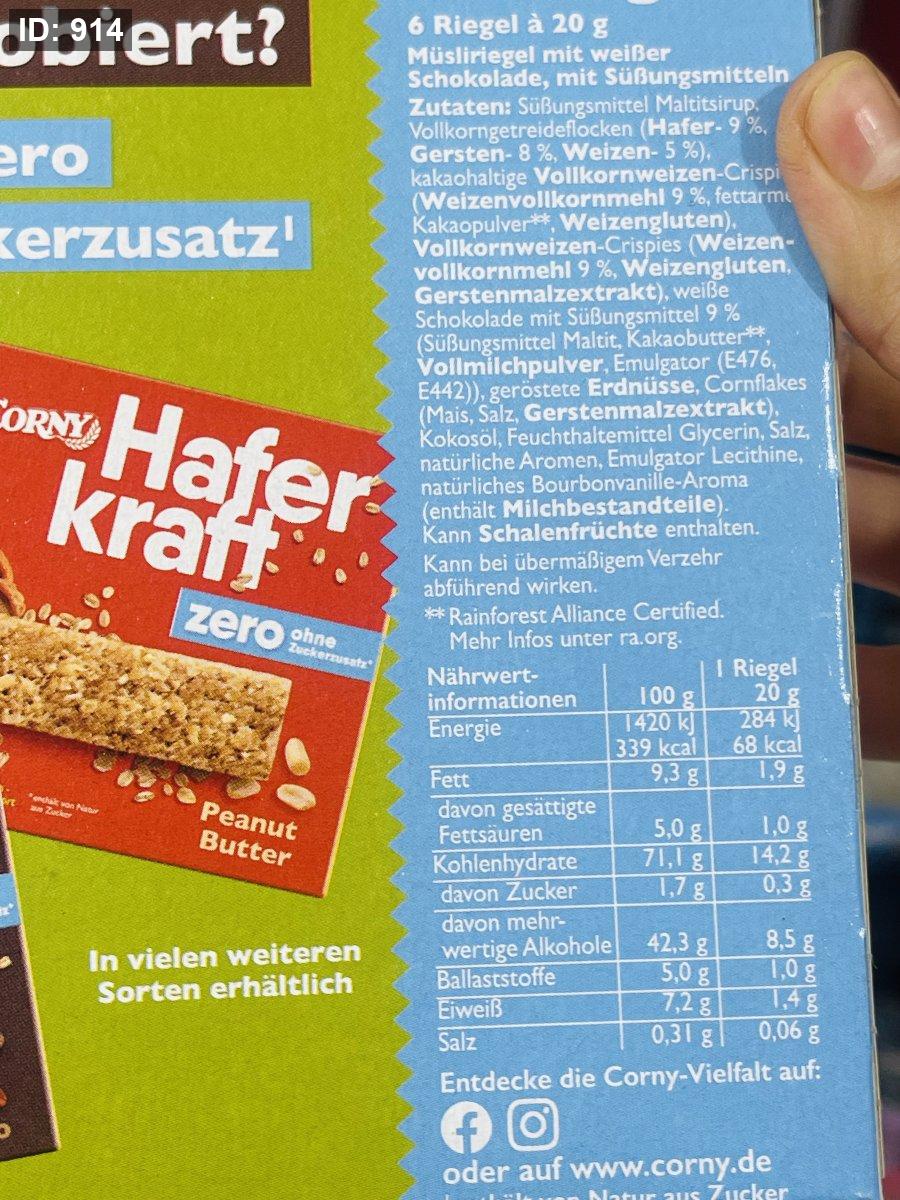 ID: 914
obiert?
ero
kerzusatz¹
CORNY
Hafer
kraft
zero ohne
Zuckerzusatz*
*enthält von Natur
aus Zucker
Peanut
Butter
In vielen weiteren
Sorten erhältlich
6 Riegel à 20 g
Müsliriegel mit weißer
Schokolade, mit Süßungsmitteln
Zutaten: Süßungsmittel Maltitsirup,
Vollkorngetreideflocken (Hafer- 9 %,
Gersten- 8 %, Weizen- 5 %),
kakaohaltige Vollkornweizen-Crispi
(Weizenvollkornmehl 9 %, fettarme
Kakaopulver**, Weizengluten),
Vollkornweizen-Crispies (Weizen-
vollkornmehl 9 %, Weizengluten,
Gerstenmalzextrakt), weiße
Schokolade mit Süßungsmittel 9 %
(Süßungsmittel Maltit, Kakaobutter**,
Vollmilchpulver, Emulgator (E476,
E442)), geröstete Erdnüsse, Cornflakes
(Mais, Salz, Gerstenmalzextrakt),
Kokosöl, Feuchthaltemittel Glycerin, Salz,
natürliche Aromen, Emulgator Lecithine,
natürliches Bourbonvanille-Aroma
(enthält Milchbestandteile).
Kann Schalenfrüchte enthalten.
Kann bei übermäßigem Verzehr
abführend wirken.
** Rainforest Alliance Certified.
Mehr Infos unter ra.org.
Nährwert- 1 Riegel
informationen 100 g 20 g
Energie 1420 kJ 284 kJ
339 kcal 68 kcal
Fett 9,3 g 1,9 g
davon gesättigte
Fettsäuren 5,0 g 1,0 g
Kohlenhydrate 71,1 g 14,2 g
davon Zucker 1,7 g 0,3 g
davon mehr-
wertige Alkohole 42,3 g 8,5 g
Ballaststoffe 5,0 g 1,0 g
Eiweiß 7,2 g 1,4 g
Salz 0,31 g 0,06 g
Entdecke die Corny-Vielfalt auf:
oder auf www.corny.de
von Natur aus Zucker